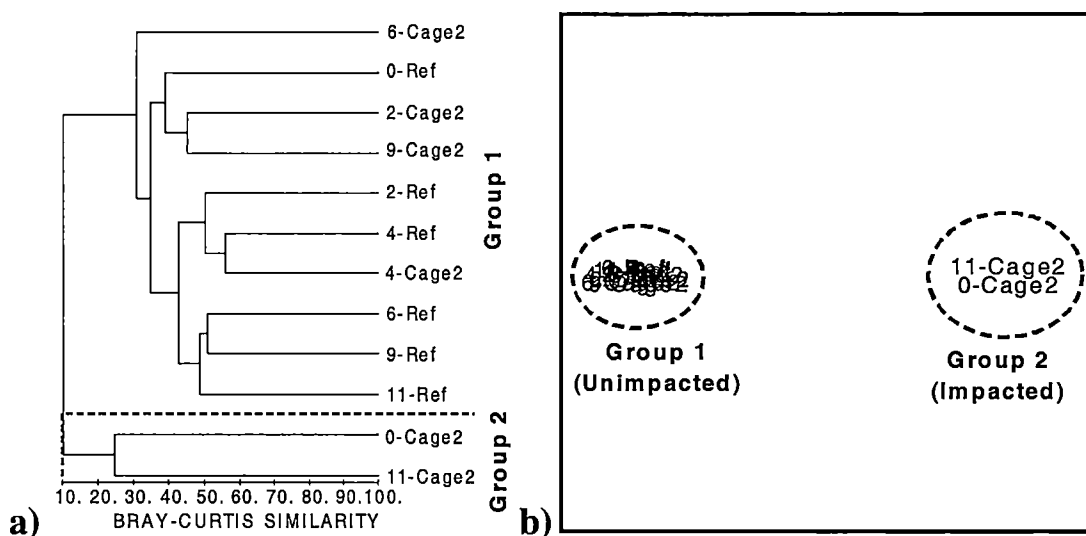 6-Cage2
0-Ref
2-Cage2
9-Cage2
2-Ref
4-Ref
4-Cage2
6-Ref
9-Ref
11-Ref
0-Cage2
11-Cage2
Group 1
Group 2
10. 20. 30. 40. 50. 60. 70. 80. 90.100.
BRAY-CURTIS SIMILARITY
a)
11-Cage2
0-Cage2
Group 1
(Unimpacted)
Group 2
(Impacted)
b)